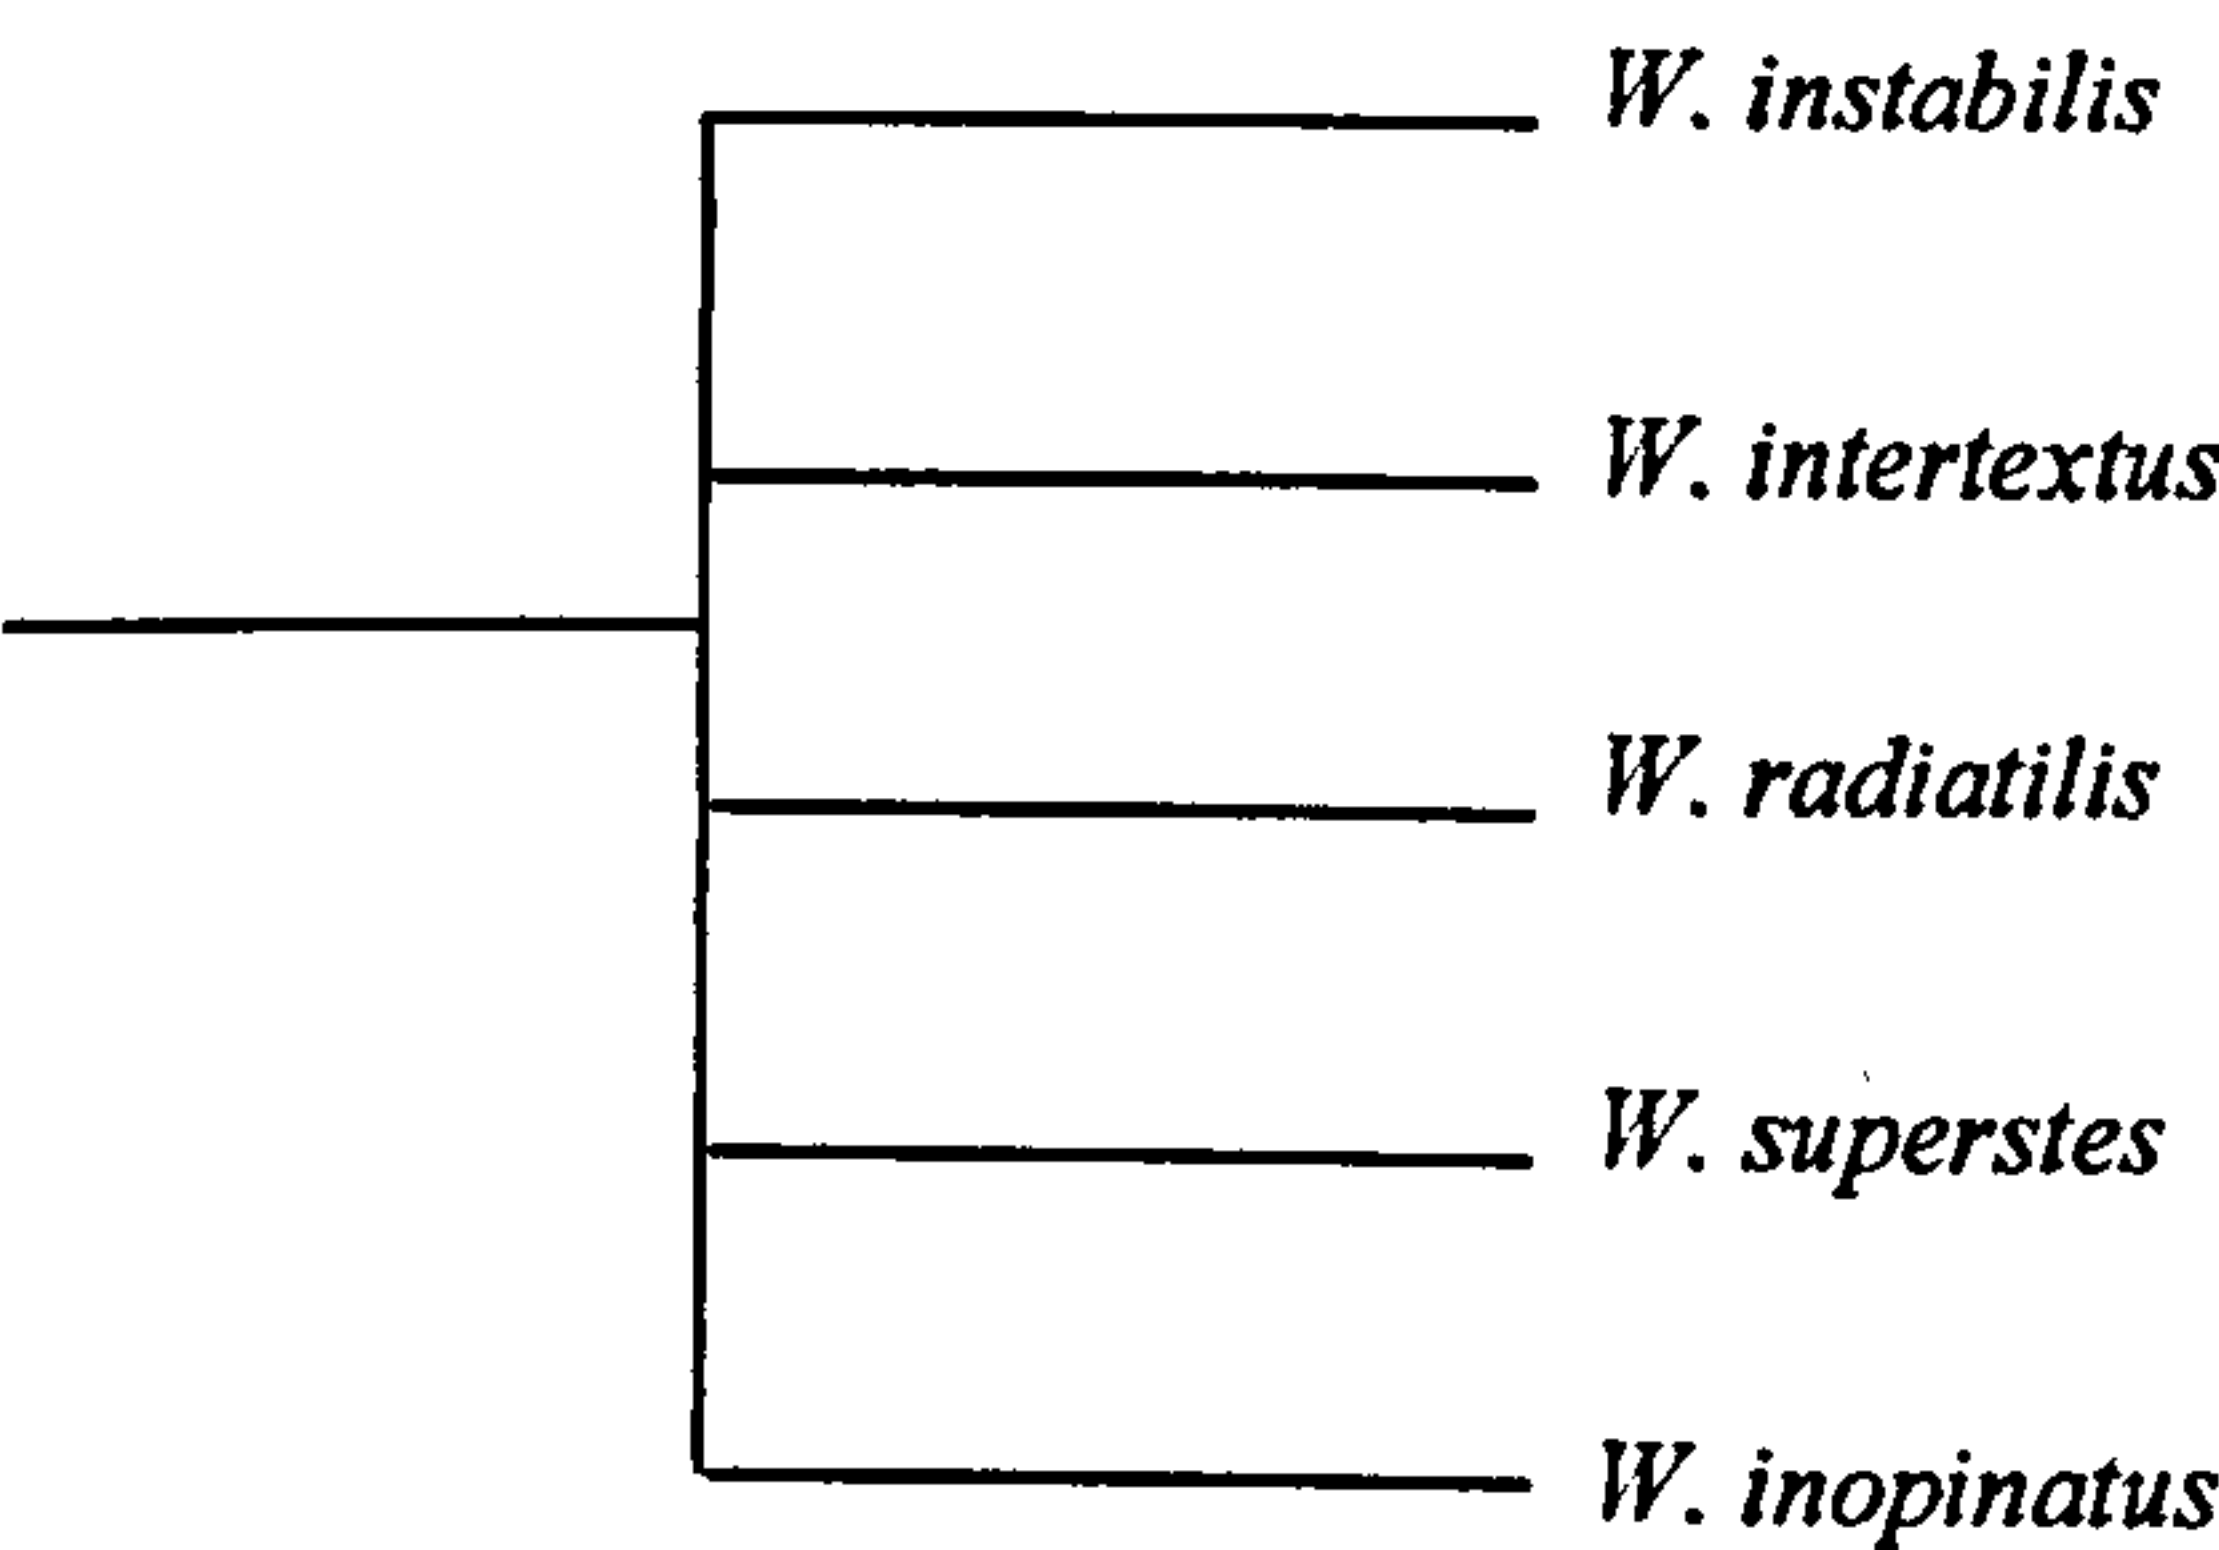 W. instabilis
W. intertextus
W. radiatilis
W. superstes
W. inopinatus